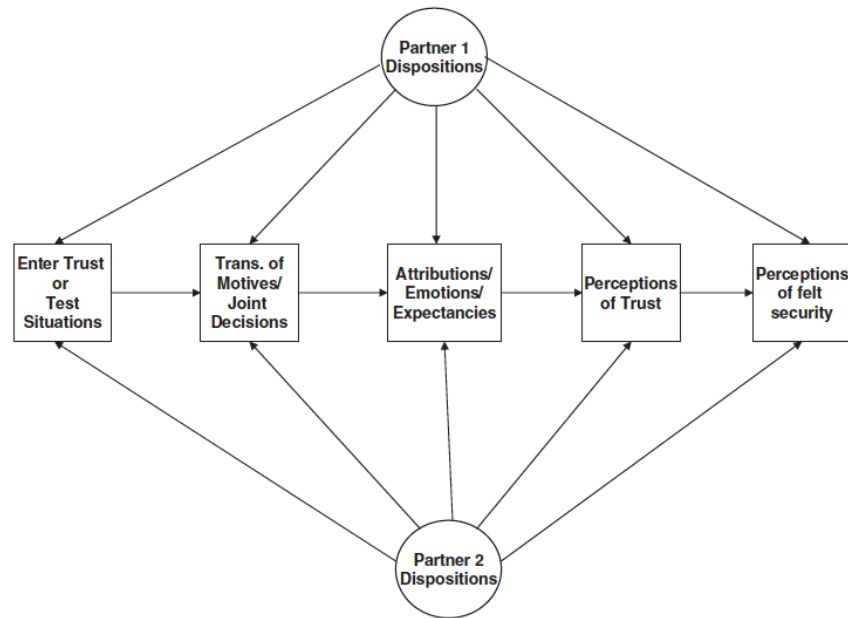 Partner 1
Dispositions
Enter Trust
or
Test
Situations
Trans. of
Motives/
Joint
Decisions
Attributions/
Emotions/
Expectancies
Perceptions
of Trust
Perceptions
of felt
security
Partner 2
Dispositions